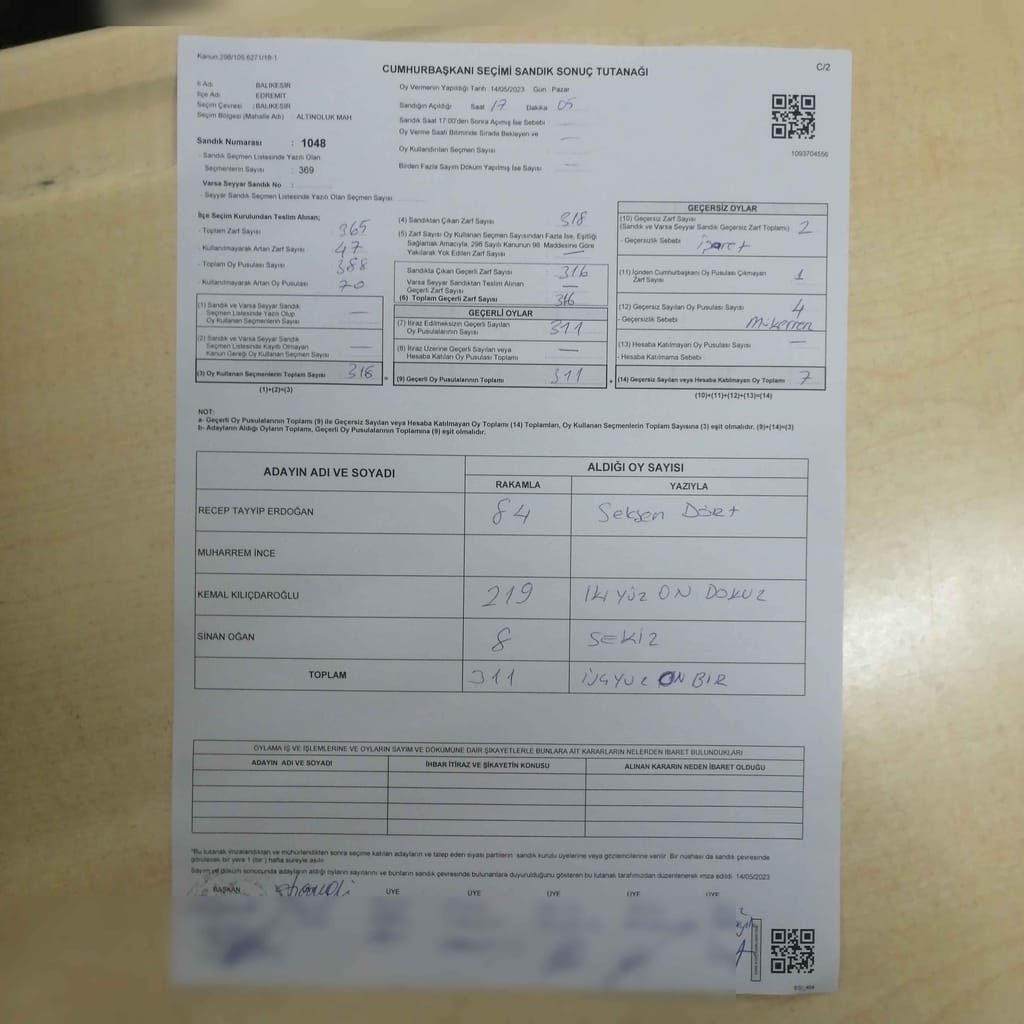 Kanun:298/105,6271/18-1
CUMHURBAŞKANI SEÇİMİ SANDIK SONUÇ TUTANAĞI
C/2
İl Adı : BALIKESİR
İlçe Adı : EDREMİT
Seçim Çevresi : BALIKESİR
Seçim Bölgesi (Mahalle Adı) ALTINOLUK MAH
Sandık Numarası : 1048
- Sandık Seçmen Listesinde Yazılı Olan
Seçmenlerin Sayısı : 369
Varsa Seyyar Sandık No :
- Seyyar Sandık Seçmen Listesinde Yazılı Olan Seçmen Sayısı
Oy Vermenin Yapıldığı Tarih :14/05/2023 Gün : Pazar
Sandığın Açıldığı Saat 17 Dakika 05
Sandık Saat 17:00'den Sonra Açımış İse Sebebi
Oy Verme Saati Bitiminde Sırada Bekleyen ve
Oy Kullandırılan Seçmen Sayısı
Birden Fazla Sayım Döküm Yapılmış İse Sayısı
1093704556
İlçe Seçim Kurulundan Teslim Alınan;
- Toplam Zarf Sayısı 365
- Kullanılmayarak Artan Zarf Sayısı 47
- Toplam Oy Pusulası Sayısı 388
- Kullanılmayarak Artan Oy Pusulası 70
(1) Sandık ve Varsa Seyyar Sandık
Seçmen Listesinde Yazılı Olup
Oy Kullanan Seçmenlerin Sayısı —
(2) Sandık ve Varsa Seyyar Sandık
Seçmen Listesinde Kayıtlı Olmayan
Kanun Gereği Oy Kullanan Seçmen Sayısı —
(3) Oy Kullanan Seçmenlerin Toplam Sayısı 318
(1)+(2)=(3)
(4) Sandıktan Çıkan Zarf Sayısı 318
(5) Zarf Sayısı Oy Kullanan Seçmen Sayısından Fazla İse, Eşitliği
Sağlamak Amacıyla, 298 Sayılı Kanunun 98. Maddesine Göre
Yakılarak Yok Edilen Zarf Sayısı —
Sandıkta Çıkan Geçerli Zarf Sayısı 316
Varsa Seyyar Sandıktan Teslim Alınan
Geçerli Zarf Sayısı —
(6) Toplam Geçerli Zarf Sayısı 316
GEÇERLİ OYLAR
(7) İtiraz Edilmeksizin Geçerli Sayılan
Oy Pusulalarının Sayısı 311
(8) İtiraz Üzerine Geçerli Sayılan veya
Hesaba Katılan Oy Pusulası Toplamı —
(9) Geçerli Oy Pusulalarının Toplamı 311
GEÇERSİZ OYLAR
(10) Geçersiz Zarf Sayısı
(Sandık ve Varsa Seyyar Sandık Geçersiz Zarf Toplamı) 2
- Geçersizlik Sebebi İşaret
(11) İçinden Cumhurbaşkanı Oy Pusulası Çıkmayan
Zarf Sayısı 1
(12) Geçersiz Sayılan Oy Pusulası Sayısı 4
- Geçersizlik Sebebi Mükerren
(13) Hesaba Katılmayan Oy Pusulası Sayısı —
- Hesaba Katılmama Sebebi
(14) Geçersiz Sayılan veya Hesaba Katılmayan Oy Toplamı 7
(10)+(11)+(12)+(13)=(14)
NOT:
a- Geçerli Oy Pusulalarının Toplamı (9) ile Geçersiz Sayılan veya Hesaba Katılmayan Oy Toplamı (14) Toplamları, Oy Kullanan Seçmenlerin Toplam Sayısına (3) eşit olmalıdır. (9)+(14)=(3)
b- Adayların Aldığı Oyların Toplamı, Geçerli Oy Pusulalarının Toplamına (9) eşit olmalıdır.
ADAYIN ADI VE SOYADI ALDIĞI OY SAYISI
RAKAMLA YAZIYLA
RECEP TAYYİP ERDOĞAN 84 Seksen Dört
MUHARREM İNCE
KEMAL KILIÇDAROĞLU 219 İKİ YÜZ ON DOKUZ
SİNAN OĞAN 8 SEKİZ
TOPLAM 311 ÜÇYÜZ ON BİR
OYLAMA İŞ VE İŞLEMLERİNE VE OYLARIN SAYIM VE DÖKÜMÜNE DAİR ŞİKAYETLERLE BUNLARA AİT KARARLARIN NELERDEN İBARET BULUNDUKLARI
ADAYIN ADI VE SOYADI İHBAR İTİRAZ VE ŞİKAYETİN KONUSU ALINAN KARARIN NEDEN İBARET OLDUĞU
*Bu tutanak imzalandıktan ve mühürlendikten sonra seçime katılan adayların ve talep eden siyasi partilerin sandık kurulu üyelerine veya gözlemcilerine verilir. Bir nüshası da sandık çevresinde
görülecek bir yere 1 (bir) hafta süreyle asılır.
Sayım ve döküm sonucunda adayların aldığı oyların sayılarını ve bunların sandık çevresinde bulunanlara duyurulduğunu gösteren bu tutanak tarafımızdan düzenlenerek imza edildi. 14/05/2023
BAŞKAN ÜYE ÜYE ÜYE ÜYE ÜYE